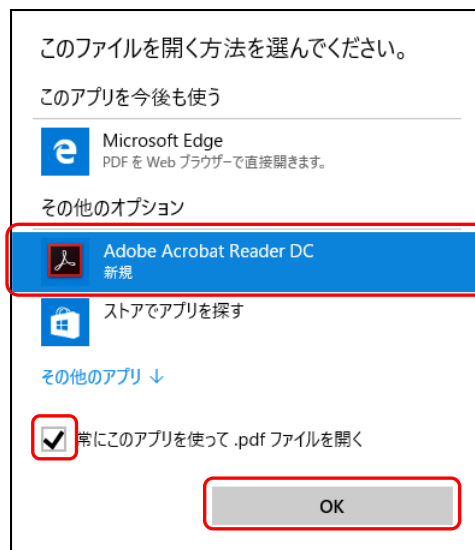 このファイルを開く方法を選んでください。
このアプリを今後も使う
Microsoft Edge
PDF を Web ブラウザーで直接開きます。
その他のオプション
Adobe Acrobat Reader DC
新規
ストアでアプリを探す
その他のアプリ ↓
常にこのアプリを使って .pdf ファイルを開く
OK